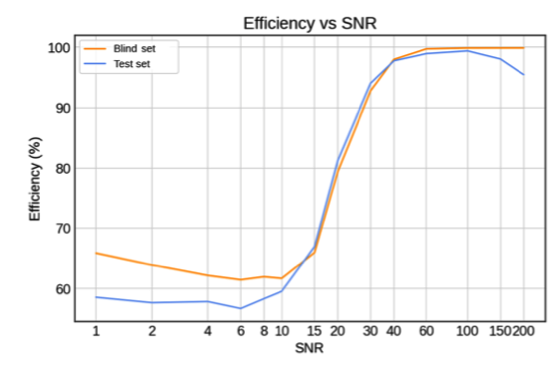 Efficiency vs SNR
Blind set
Test set
100
90
80
70
60
Efficiency (%)
1 2 4 6 8 10 15 20 30 40 60 100 150 200
SNR